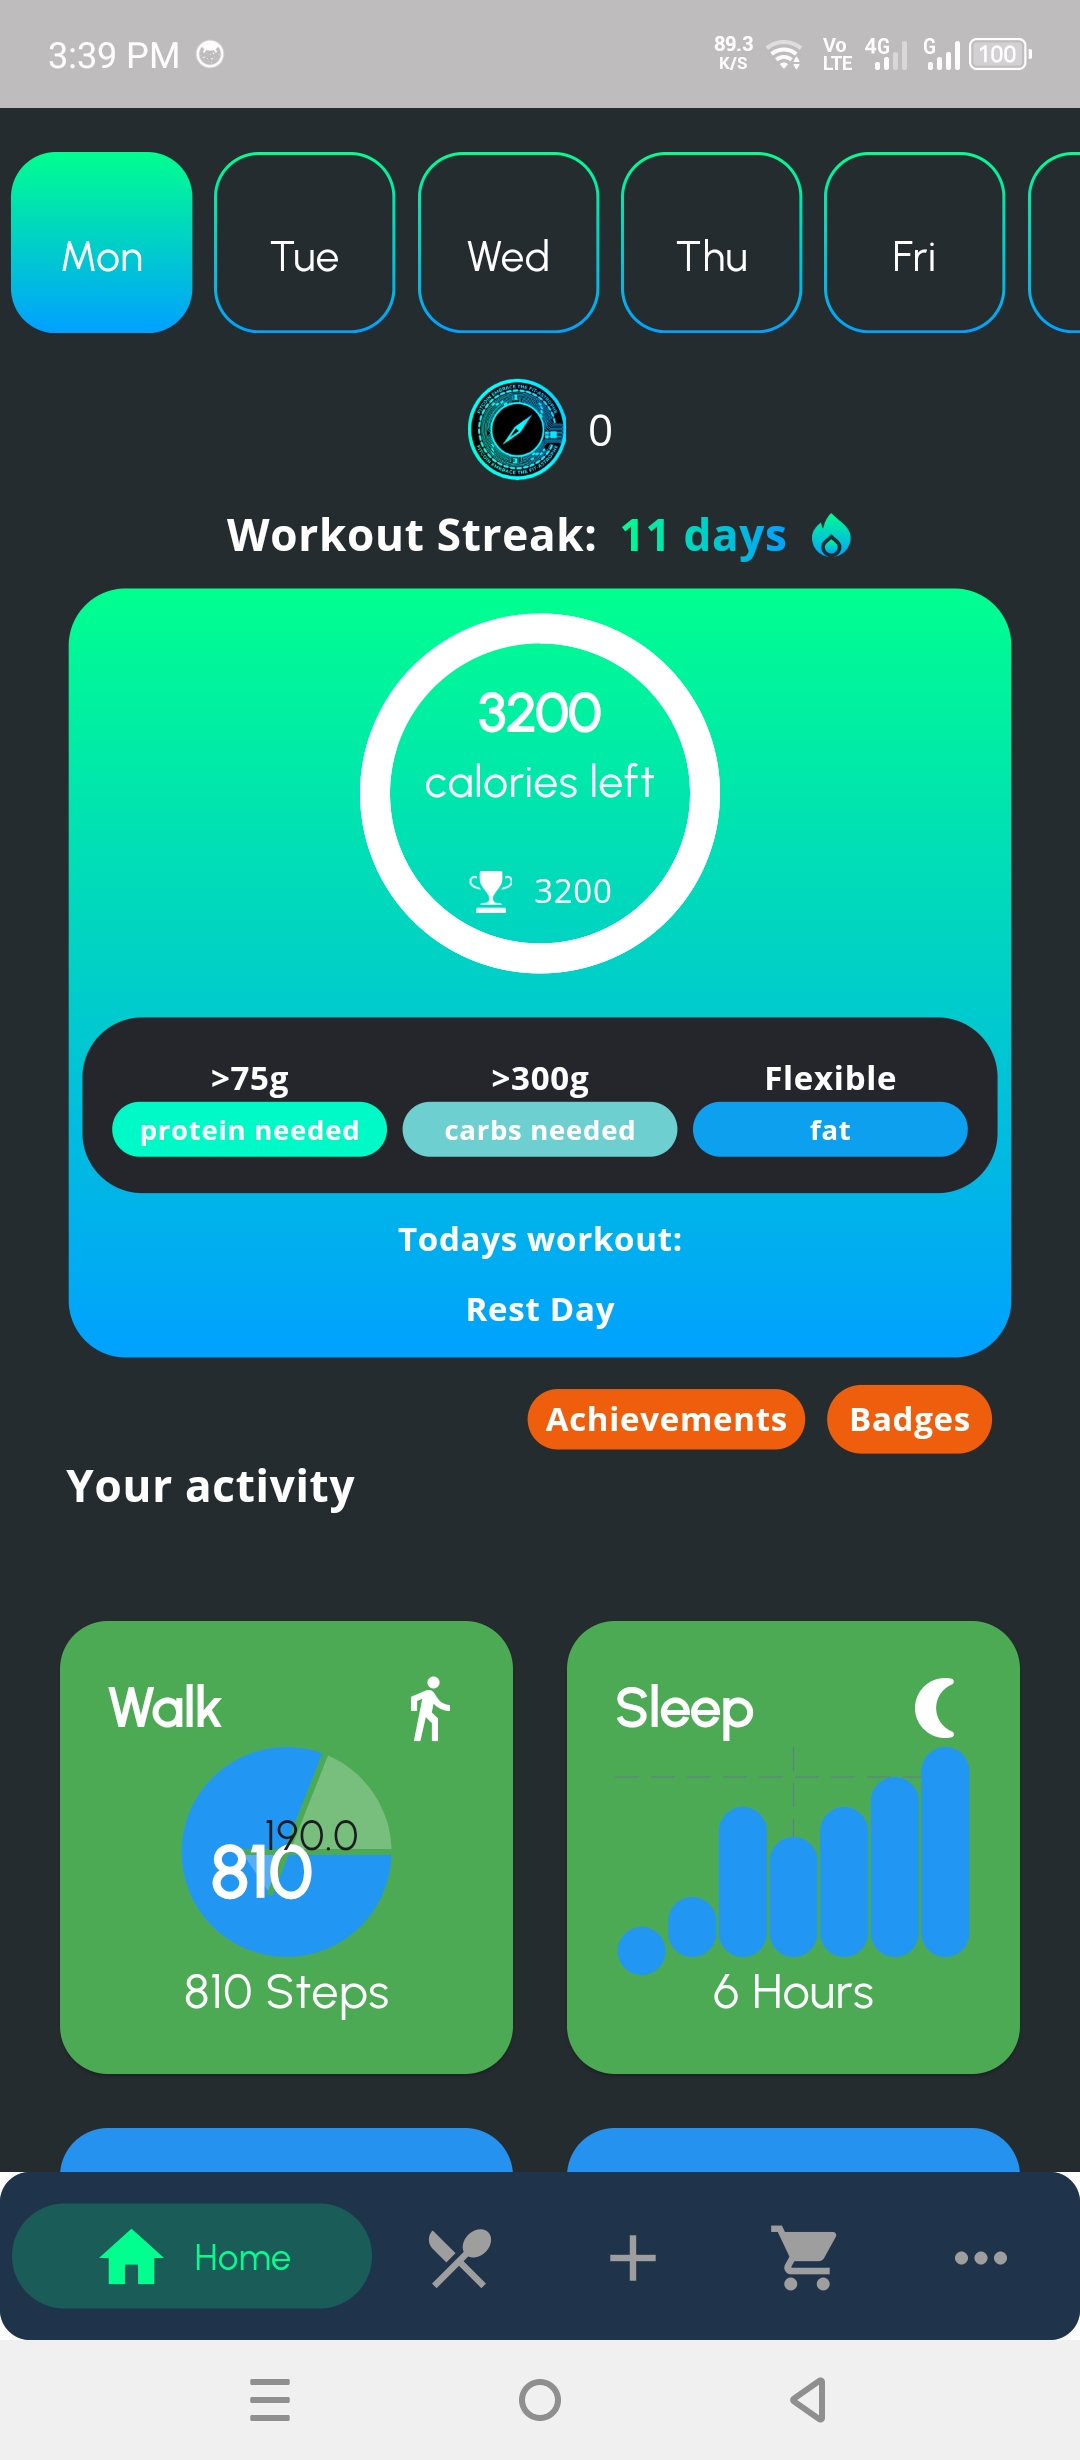 3:39 PM 89.3 K/S Vo LTE 4G G 100
Mon Tue Wed Thu Fri
0
Workout Streak: 11 days
3200
calories left
3200
>75g >300g Flexible
protein needed carbs needed fat
Todays workout:
Rest Day
Achievements Badges
Your activity
Walk Sleep
190.0
810
810 Steps 6 Hours
Home